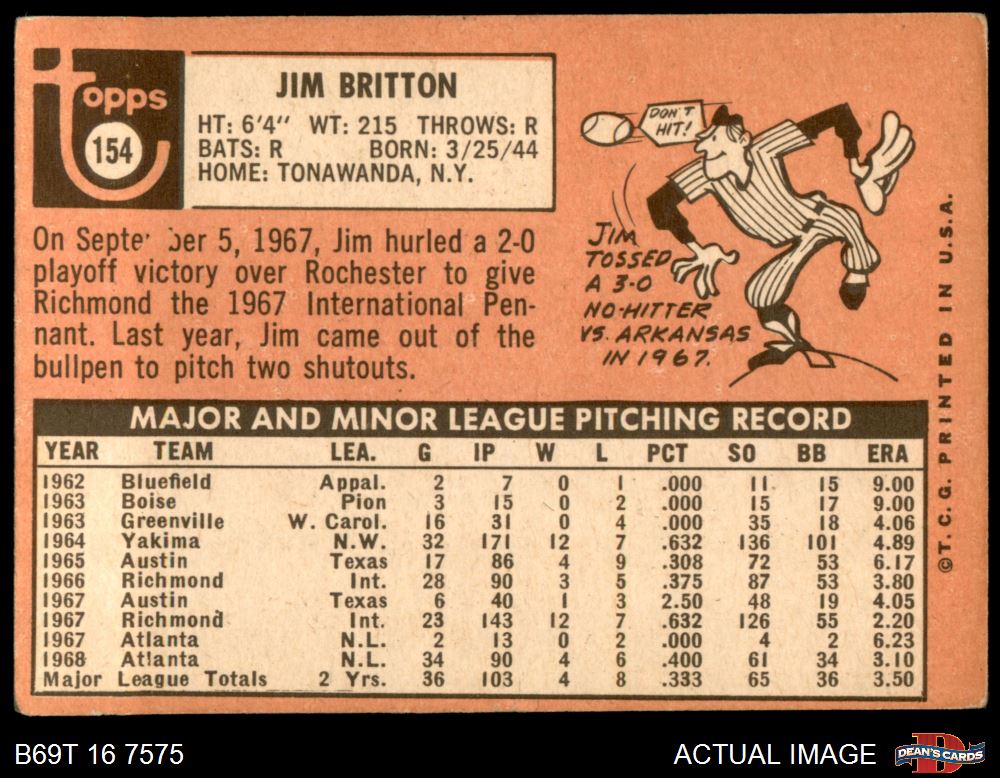 topps
154
JIM BRITTON
HT: 6'4" WT: 215 THROWS: R
BATS: R BORN: 3/25/44
HOME: TONAWANDA, N.Y.
DON'T
HIT!
On Septe ber 5, 1967, Jim hurled a 2-0
playoff victory over Rochester to give
Richmond the 1967 International Pen-
nant. Last year, Jim came out of the
bullpen to pitch two shutouts.
JIM
TOSSED
A 3-0
NO-HITTER
VS. ARKANSAS
IN 1967.
©T. C. G. PRINTED IN U.S.A.
MAJOR AND MINOR LEAGUE PITCHING RECORD
YEAR TEAM LEA. G IP W L PCT SO BB ERA
1962 Bluefield Appal. 2 7 0 1 .000 11 15 9.00
1963 Boise Pion 3 15 0 2 .000 15 17 9.00
1963 Greenville W. Carol. 16 31 0 4 .000 35 18 4.06
1964 Yakima N.W. 32 171 12 7 .632 136 101 4.89
1965 Austin Texas 17 86 4 9 .308 72 53 6.17
1966 Richmond Int. 28 90 3 5 .375 87 53 3.80
1967 Austin Texas 6 40 1 3 2.50 48 19 4.05
1967 Richmond Int. 23 143 12 7 .632 126 55 2.20
1967 Atlanta N.L. 2 13 0 2 .000 4 2 6.23
1968 Atlanta N.L. 34 90 4 6 .400 61 34 3.10
Major League Totals 2 Yrs. 36 103 4 8 .333 65 36 3.50
B69T 16 7575
ACTUAL IMAGE
DEAN'S CARDS